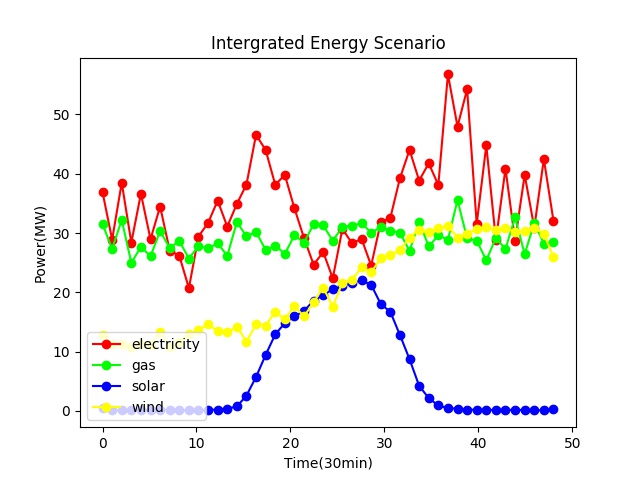 Intergrated Energy Scenario
Power(MW)
50
40
30
20
10
0
electricity
gas
solar
wind
0 10 20 30 40 50
Time(30min)